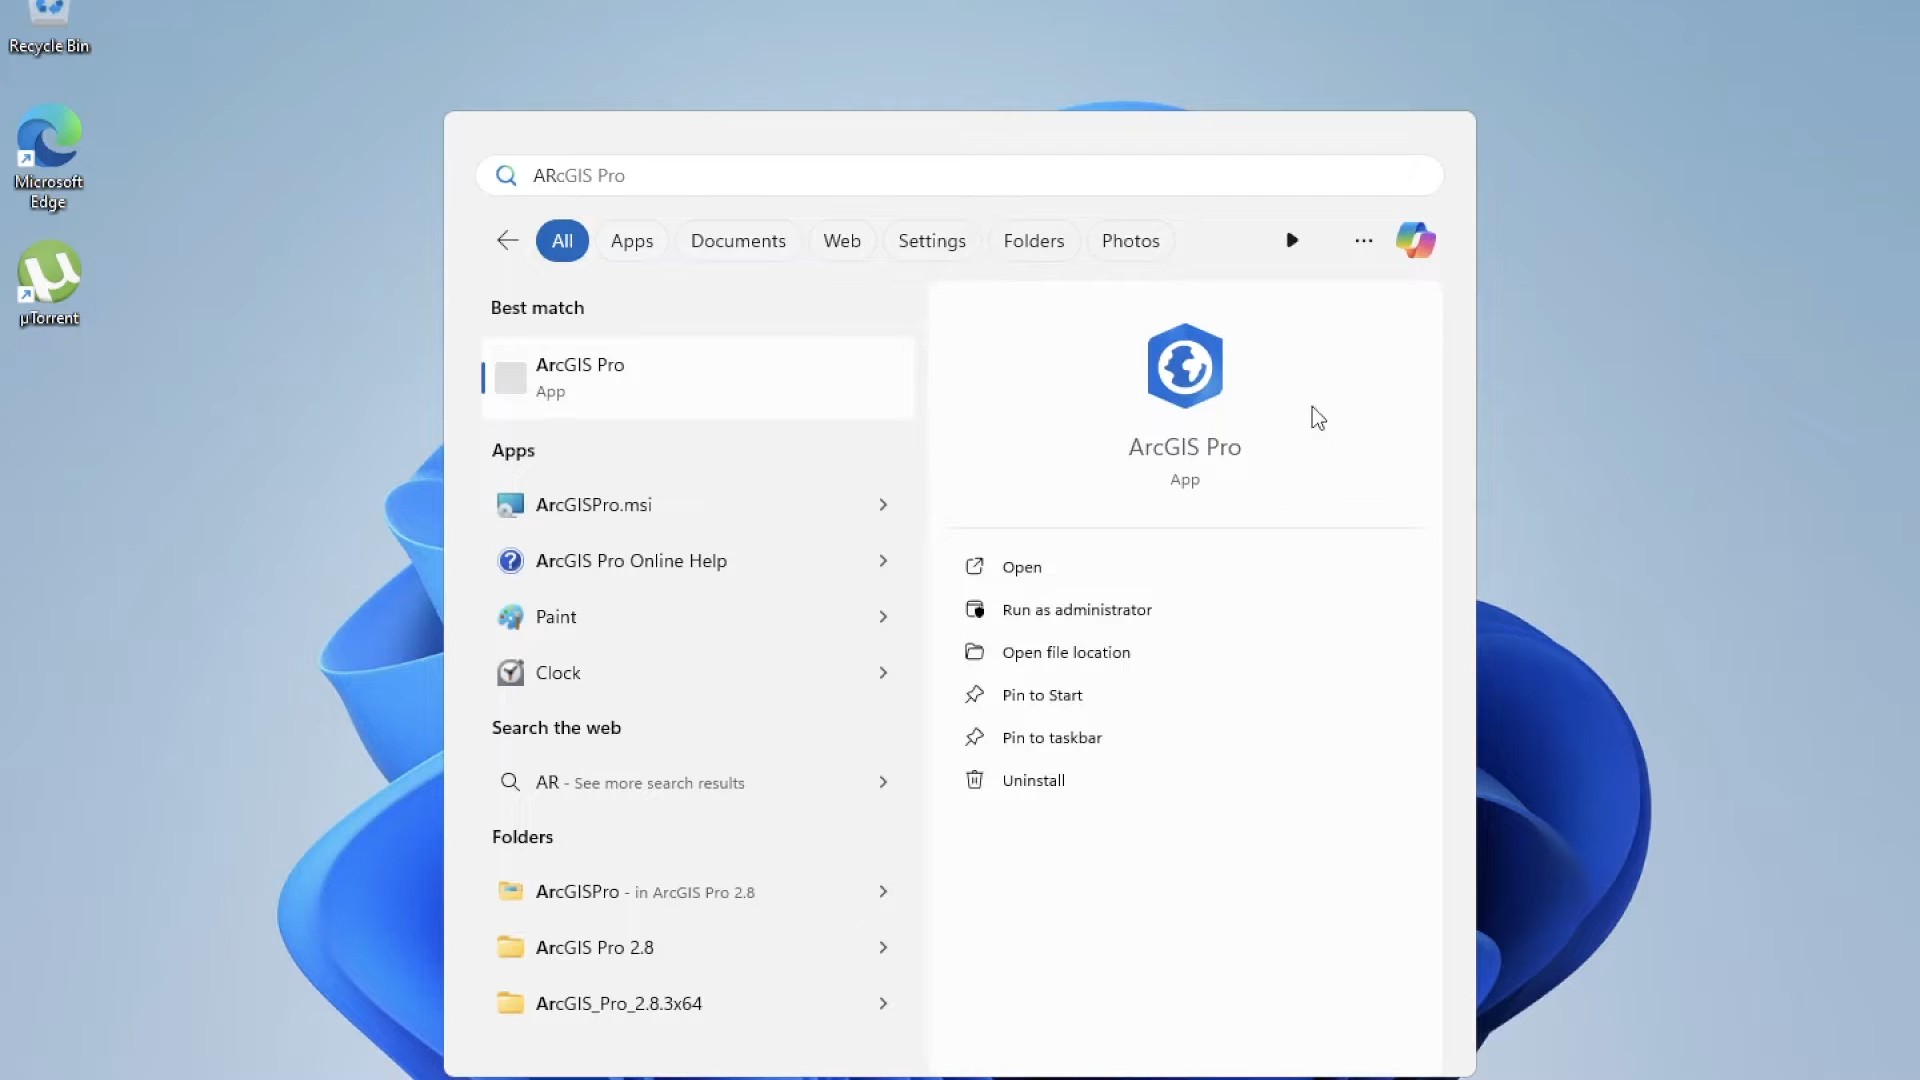 Recycle Bin
Microsoft
Edge
µTorrent
ARcGIS Pro
All
Apps
Documents
Web
Settings
Folders
Photos
Best match
ArcGIS Pro
App
Apps
ArcGISPro.msi
ArcGIS Pro Online Help
Paint
Clock
Search the web
AR - See more search results
Folders
ArcGISPro - in ArcGIS Pro 2.8
ArcGIS Pro 2.8
ArcGIS_Pro_2.8.3x64
ArcGIS Pro
App
Open
Run as administrator
Open file location
Pin to Start
Pin to taskbar
Uninstall